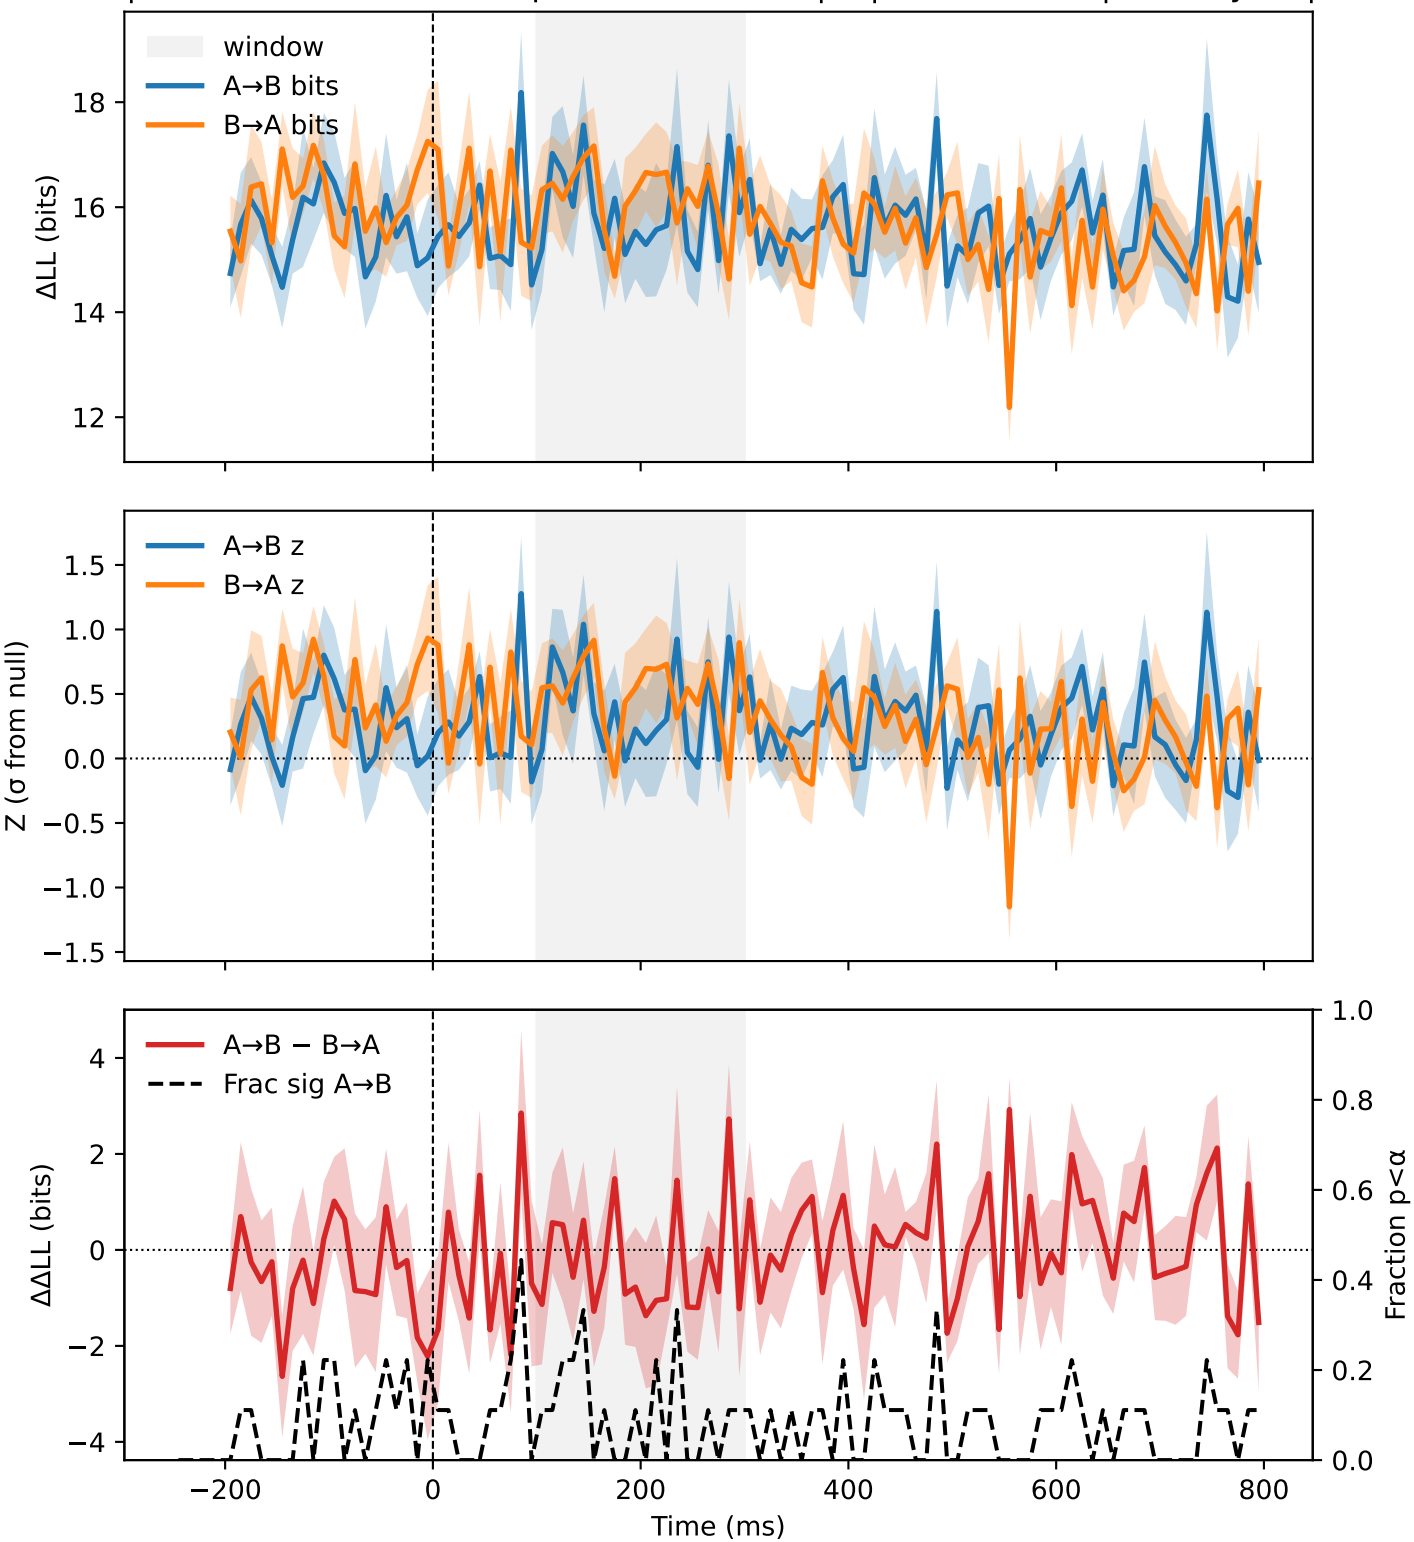 window
A→B bits
B→A bits
ΔLL (bits)
18
16
14
12
A→B z
B→A z
Z (σ from null)
1.5
1.0
0.5
0.0
−0.5
−1.0
−1.5
A→B − B→A
Frac sig A→B
ΔΔLL (bits)
4
2
0
−2
−4
1.0
0.8
0.6
0.4
0.2
0.0
Fraction p<α
−200
0
200
400
600
800
Time (ms)